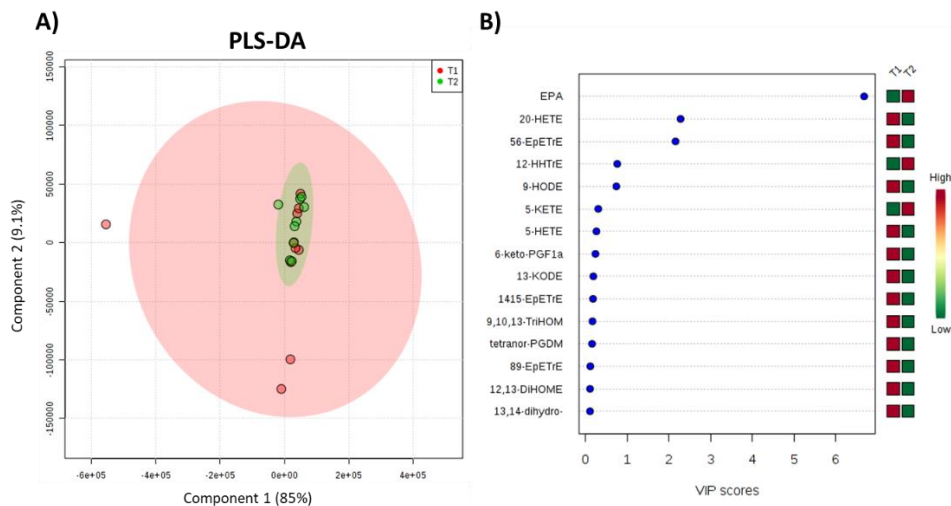 A)
PLS-DA
T1
T2
150000
100000
50000
0
-50000
-100000
-150000
Component 2 (9.1%)
-6e+05
-4e+05
-2e+05
0e+00
2e+05
4e+05
Component 1 (85%)
B)
T1 T2
EPA
20-HETE
56-EpETrE
12-HHTrE
9-HODE
5-KETE
5-HETE
6-keto-PGF1a
13-KODE
1415-EpETrE
9,10,13-TriHOM
tetranor-PGDM
89-EpETrE
12,13-DiHOME
13,14-dihydro-
0 1 2 3 4 5 6
VIP scores
High
Low